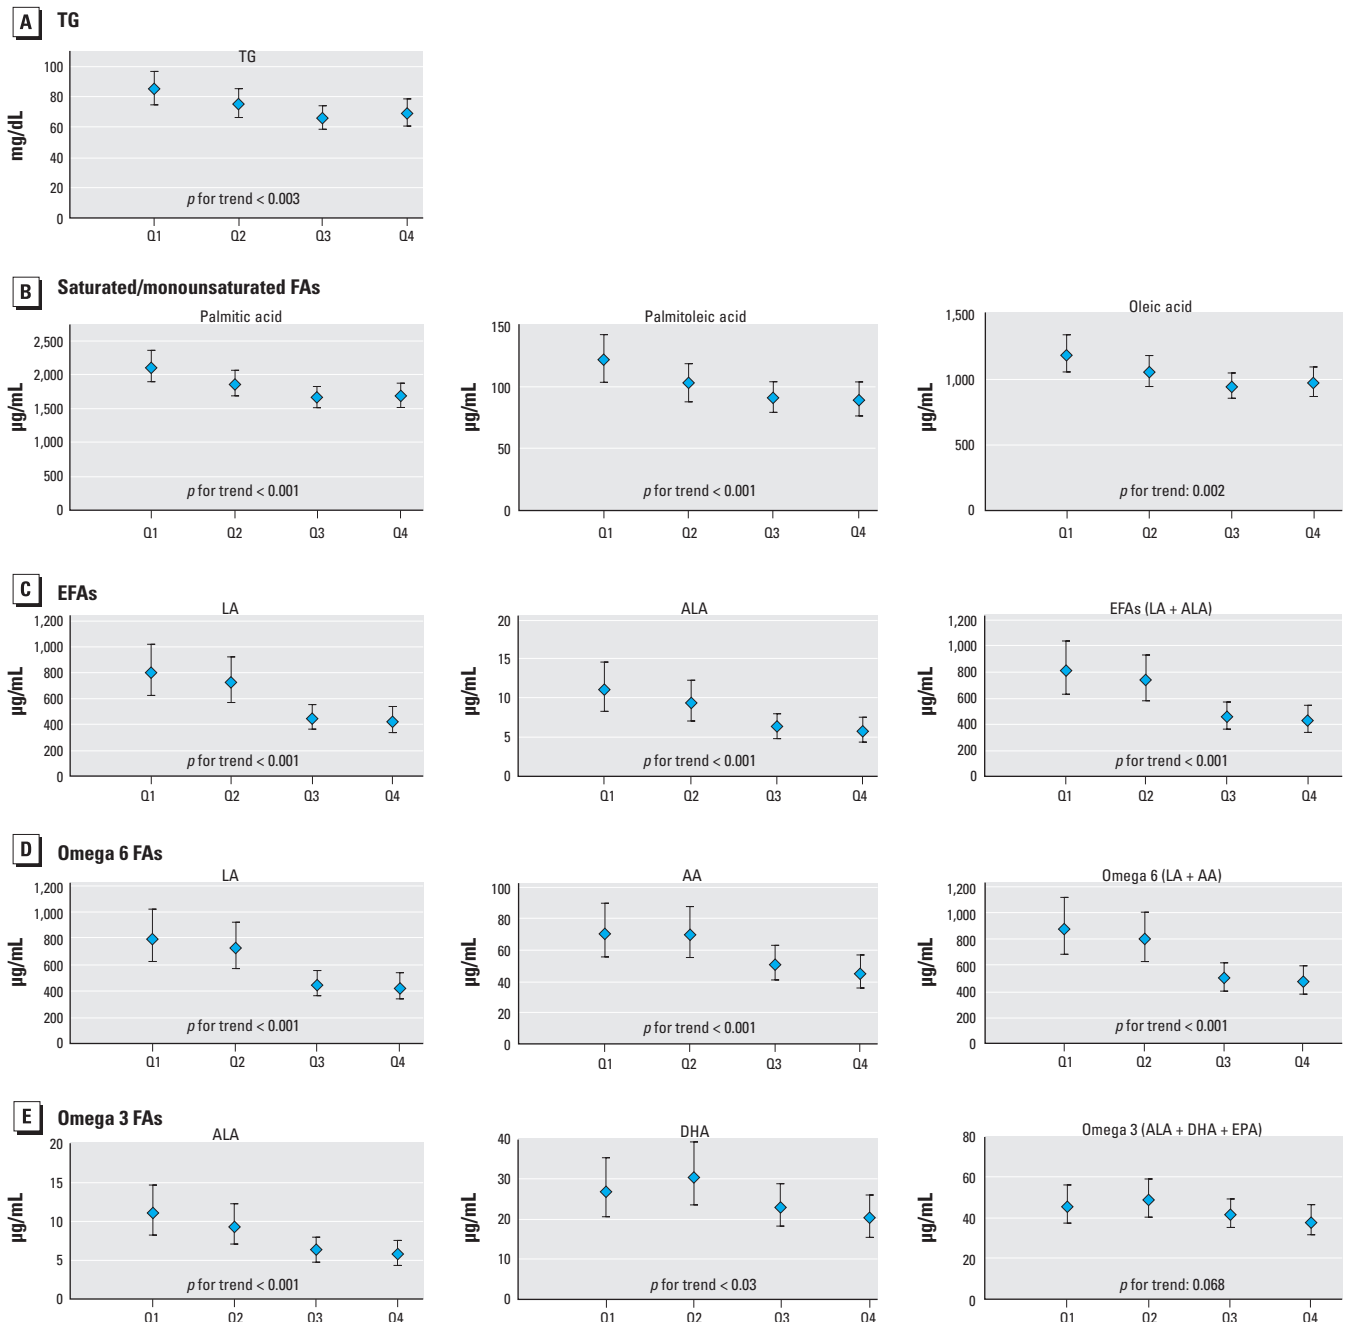 A TG
TG
100
80
60
40
20
0
mg/dL
p for trend < 0.003
Q1 Q2 Q3 Q4
B Saturated/monounsaturated FAs
Palmitic acid
2,500
2,000
1,500
1,000
500
0
µg/mL
p for trend < 0.001
Q1 Q2 Q3 Q4
Palmitoleic acid
150
100
50
0
µg/mL
p for trend < 0.001
Q1 Q2 Q3 Q4
Oleic acid
1,500
1,000
500
0
µg/mL
p for trend: 0.002
Q1 Q2 Q3 Q4
C EFAs
LA
1,200
1,000
800
600
400
200
0
µg/mL
p for trend < 0.001
Q1 Q2 Q3 Q4
ALA
20
15
10
5
0
µg/mL
p for trend < 0.001
Q1 Q2 Q3 Q4
EFAs (LA + ALA)
1,200
1,000
800
600
400
200
0
µg/mL
p for trend < 0.001
Q1 Q2 Q3 Q4
D Omega 6 FAs
LA
1,200
1,000
800
600
400
200
0
µg/mL
p for trend < 0.001
Q1 Q2 Q3 Q4
AA
100
80
60
40
20
0
µg/mL
p for trend < 0.001
Q1 Q2 Q3 Q4
Omega 6 (LA + AA)
1,200
1,000
800
600
400
200
0
µg/mL
p for trend < 0.001
Q1 Q2 Q3 Q4
E Omega 3 FAs
ALA
20
15
10
5
0
µg/mL
p for trend < 0.001
Q1 Q2 Q3 Q4
DHA
40
30
20
10
0
µg/mL
p for trend < 0.03
Q1 Q2 Q3 Q4
Omega 3 (ALA + DHA + EPA)
80
60
40
20
0
µg/mL
p for trend: 0.068
Q1 Q2 Q3 Q4